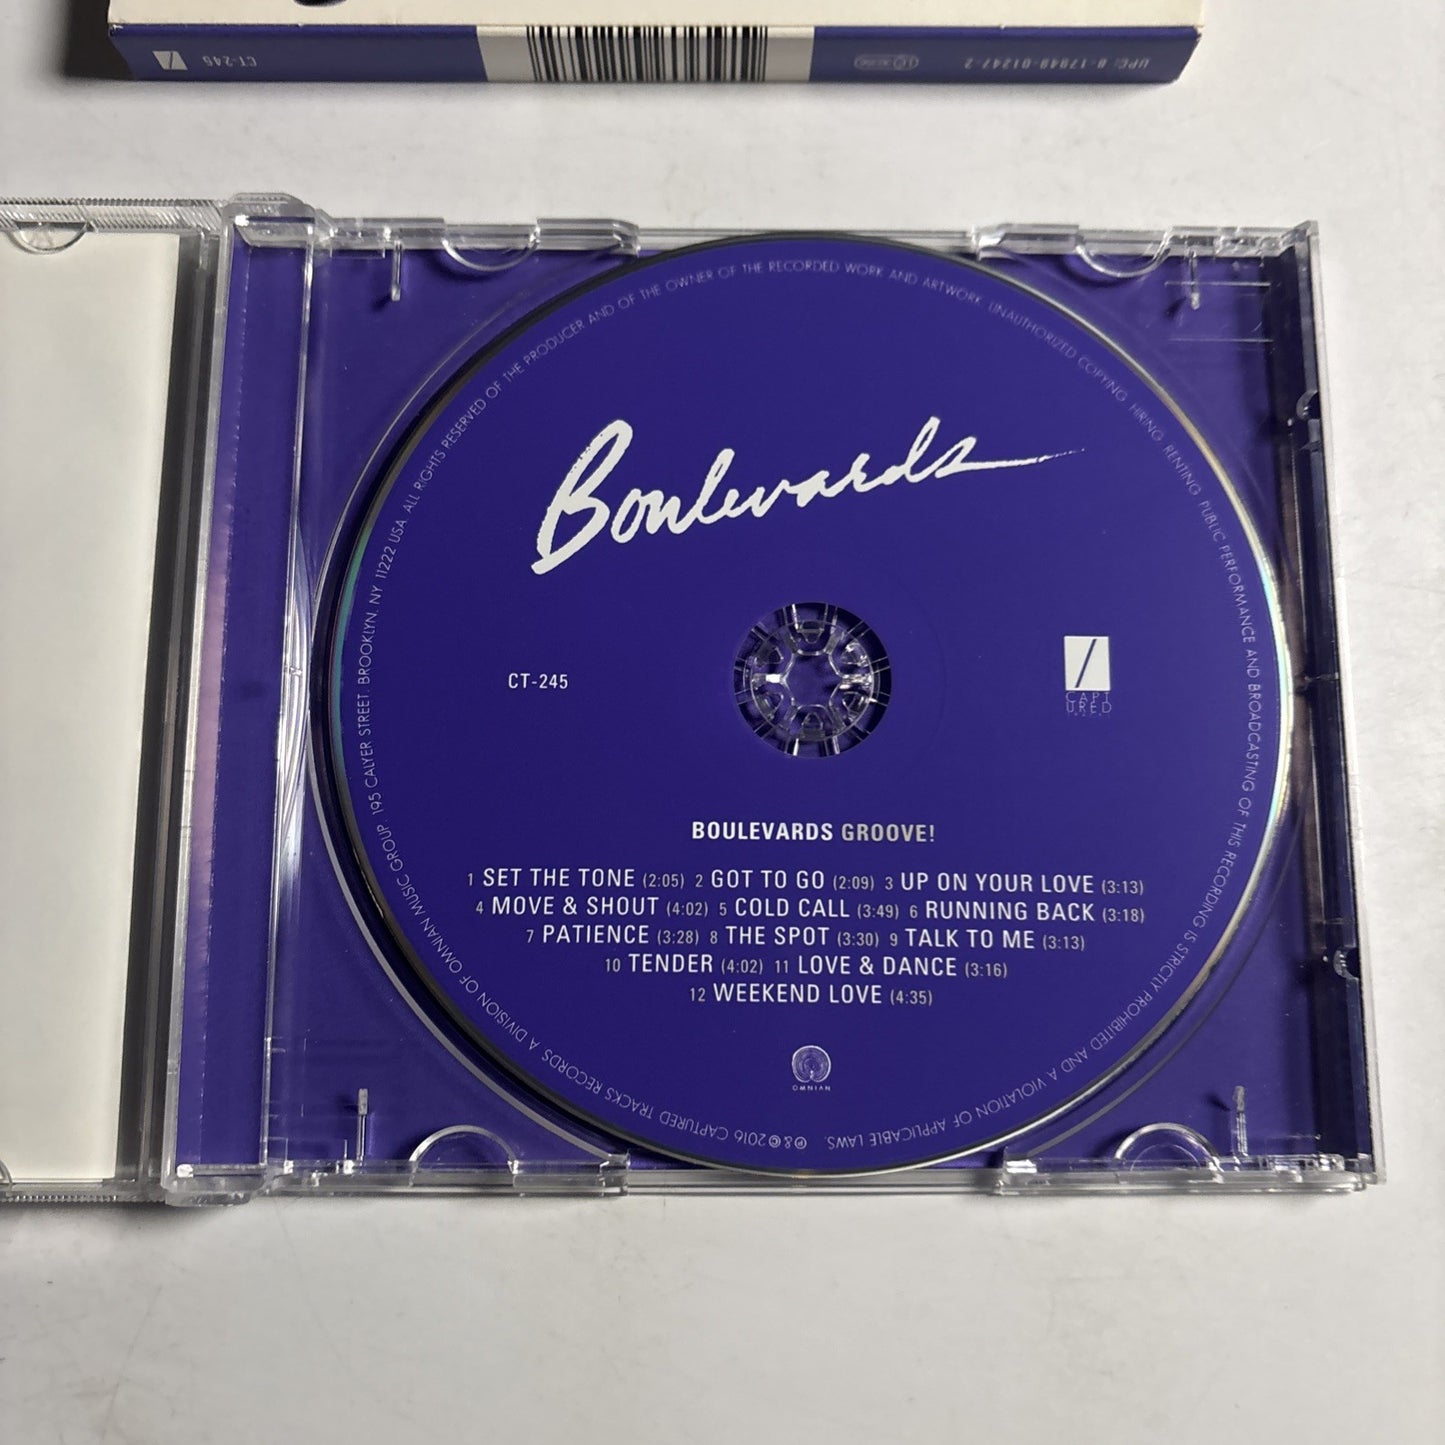 CT-245
UPC: 8-17949-01247-2
Boulevards
CT-245
CAPT
URED
TRACKS
BOULEVARDS GROOVE!
1 SET THE TONE (2:05) 2 GOT TO GO (2:09) 3 UP ON YOUR LOVE (3:13)
4 MOVE & SHOUT (4:02) 5 COLD CALL (3:49) 6 RUNNING BACK (3:18)
7 PATIENCE (3:28) 8 THE SPOT (3:30) 9 TALK TO ME (3:13)
10 TENDER (4:02) 11 LOVE & DANCE (3:16)
12 WEEKEND LOVE (4:35)
OMNIAN
℗ & © 2016 CAPTURED TRACKS RECORDS A DIVISION OF OMNIAN MUSIC GROUP, 195 CALYER STREET, BROOKLYN, NY 11222 USA. ALL RIGHTS RESERVED OF THE PRODUCER AND OF THE OWNER OF THE RECORDED WORK AND ARTWORK. UNAUTHORIZED COPYING, HIRING, RENTING, PUBLIC PERFORMANCE AND BROADCASTING OF THIS RECORDING IS STRICTLY PROHIBITED AND A VIOLATION OF APPLICABLE LAWS.